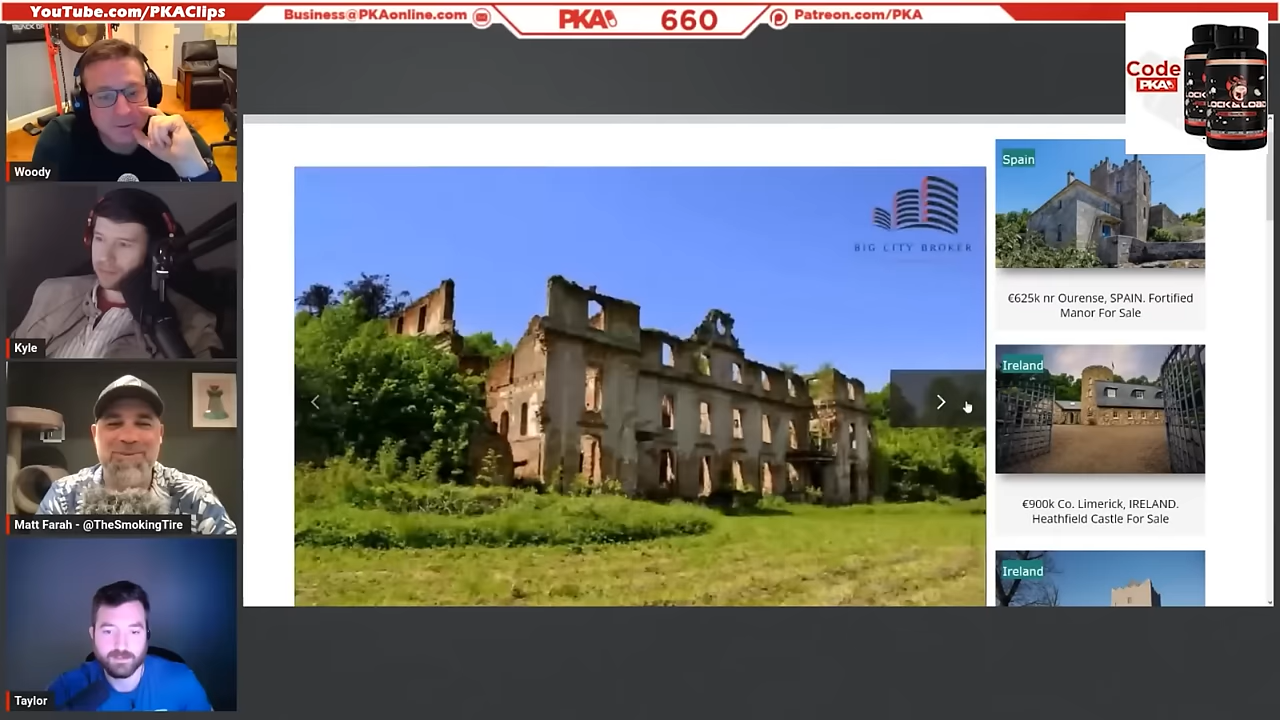 YouTube.com/PKAClips
Business@PKAonline.com
PKA
660
Patreon.com/PKA
Code
PKA
LOCK & LOAD
Woody
Kyle
Matt Farah - @TheSmokingTire
Taylor
BIG CITY BROKER
Spain
€625k nr Ourense, SPAIN. Fortified
Manor For Sale
Ireland
€900k Co. Limerick, IRELAND.
Heathfield Castle For Sale
Ireland